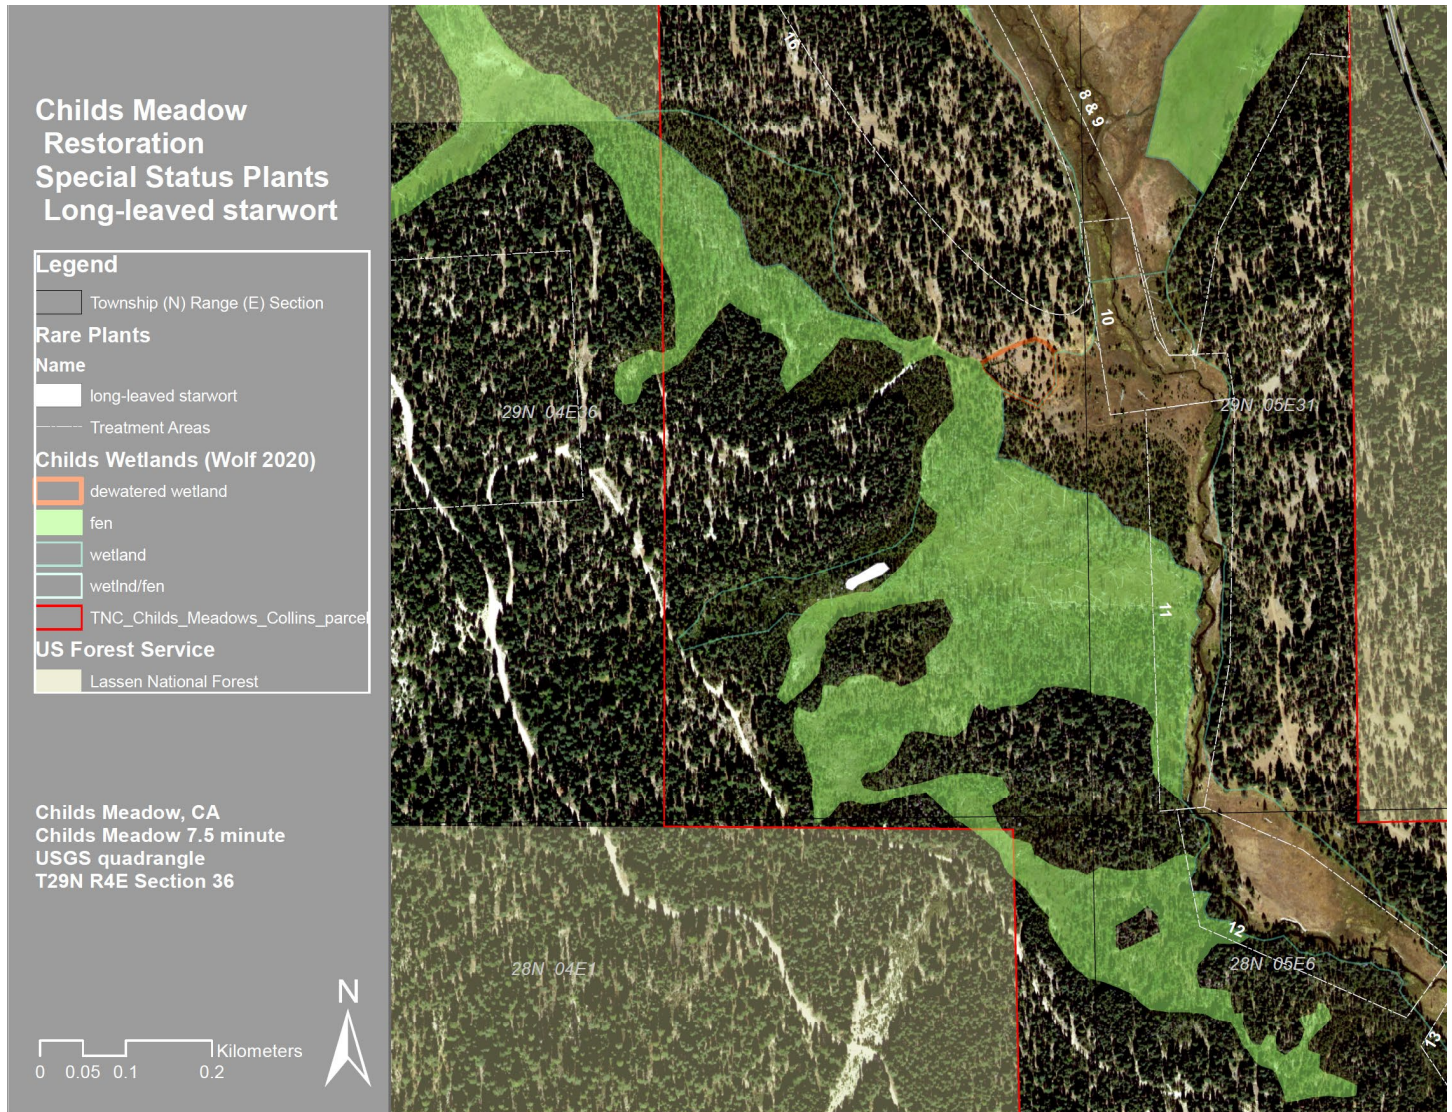 Childs Meadow
Restoration
Special Status Plants
Long-leaved starwort
Legend
Township (N) Range (E) Section
Rare Plants
Name
long-leaved starwort
Treatment Areas
Childs Wetlands (Wolf 2020)
dewatered wetland
fen
wetland
wetlnd/fen
TNC_Childs_Meadows_Collins_parcel
US Forest Service
Lassen National Forest
Childs Meadow, CA
Childs Meadow 7.5 minute
USGS quadrangle
T29N R4E Section 36
N
Kilometers
0 0.05 0.1 0.2
16
8 & 9
10
29N 04E36
29N 05E31
11
12
28N 04E1
28N 05E6
13